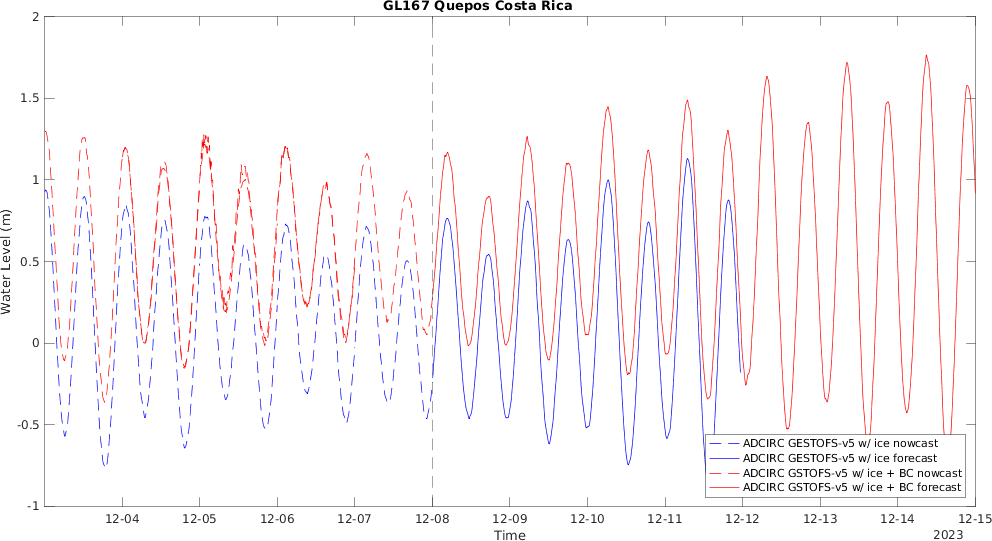 GL167 Quepos Costa Rica
2
1.5
1
0.5
0
-0.5
-1
Water Level (m)
12-04 12-05 12-06 12-07 12-08 12-09 12-10 12-11 12-12 12-13 12-14 12-15
Time
2023
ADCIRC GESTOFS-v5 w/ ice nowcast
ADCIRC GESTOFS-v5 w/ ice forecast
ADCIRC GSTOFS-v5 w/ ice + BC nowcast
ADCIRC GSTOFS-v5 w/ ice + BC forecast